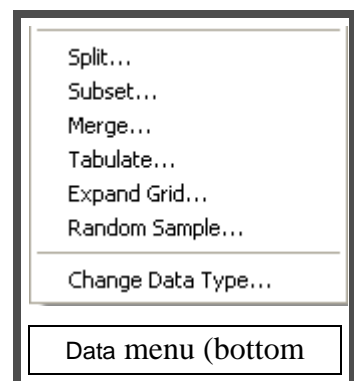 Split...
Subset...
Merge...
Tabulate...
Expand Grid...
Random Sample...
Change Data Type...
Data menu (bottom